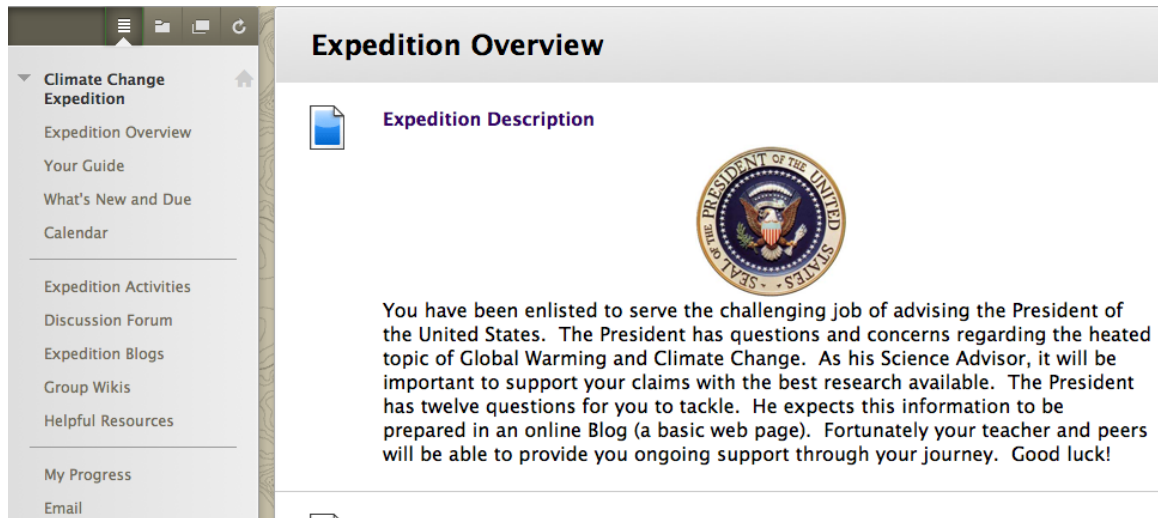 Climate Change
Expedition
Expedition Overview
Your Guide
What's New and Due
Calendar
Expedition Activities
Discussion Forum
Expedition Blogs
Group Wikis
Helpful Resources
My Progress
Email
Expedition Overview
Expedition Description
SEAL OF THE PRESIDENT OF THE UNITED STATES
You have been enlisted to serve the challenging job of advising the President of
the United States.  The President has questions and concerns regarding the heated
topic of Global Warming and Climate Change.  As his Science Advisor, it will be
important to support your claims with the best research available.  The President
has twelve questions for you to tackle.  He expects this information to be
prepared in an online Blog (a basic web page).  Fortunately your teacher and peers
will be able to provide you ongoing support through your journey.  Good luck!